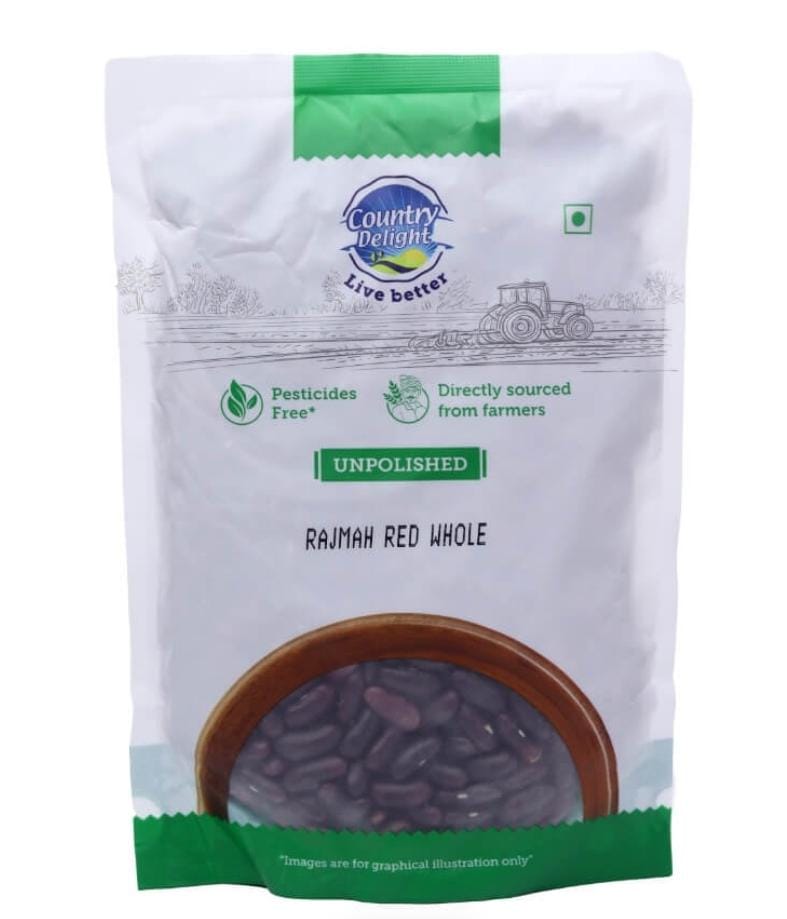 Country
Delight
Live better
Pesticides
Free*
Directly sourced
from farmers
UNPOLISHED
RAJMAH RED WHOLE
"Images are for graphical illustration only"